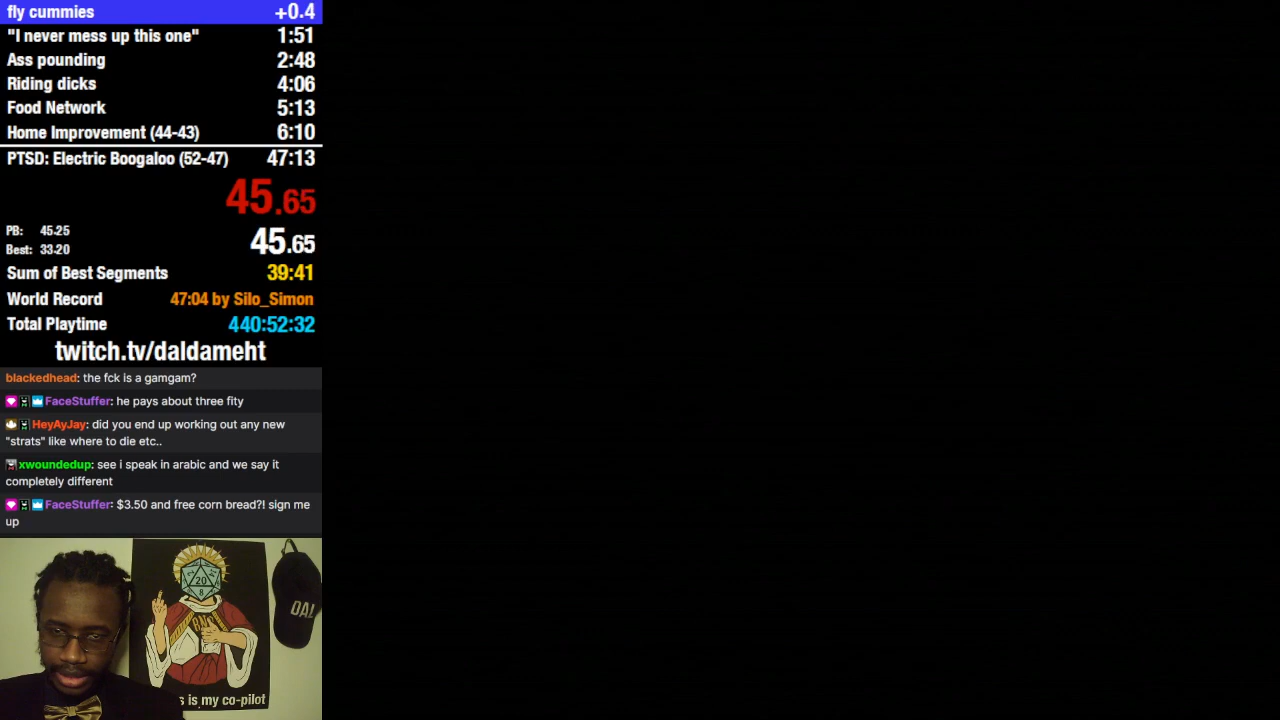 fly cummies +0.4
"I never mess up this one" 1:51
Ass pounding 2:48
Riding dicks 4:06
Food Network 5:13
Home Improvement (44-43) 6:10
PTSD: Electric Boogaloo (52-47) 47:13
45.65
PB: 45.25
Best: 33.20
45.65
Sum of Best Segments 39:41
World Record 47:04 by Silo_Simon
Total Playtime 440:52:32
twitch.tv/daldameht
blackedhead: the fck is a gamgam?
FaceStuffer: he pays about three fity
HeyAyJay: did you end up working out any new
"strats" like where to die etc..
xwoundedup: see i speak in arabic and we say it
completely different
FaceStuffer: $3.50 and free corn bread?! sign me
up
20
8
DAL
s is my co-pilot